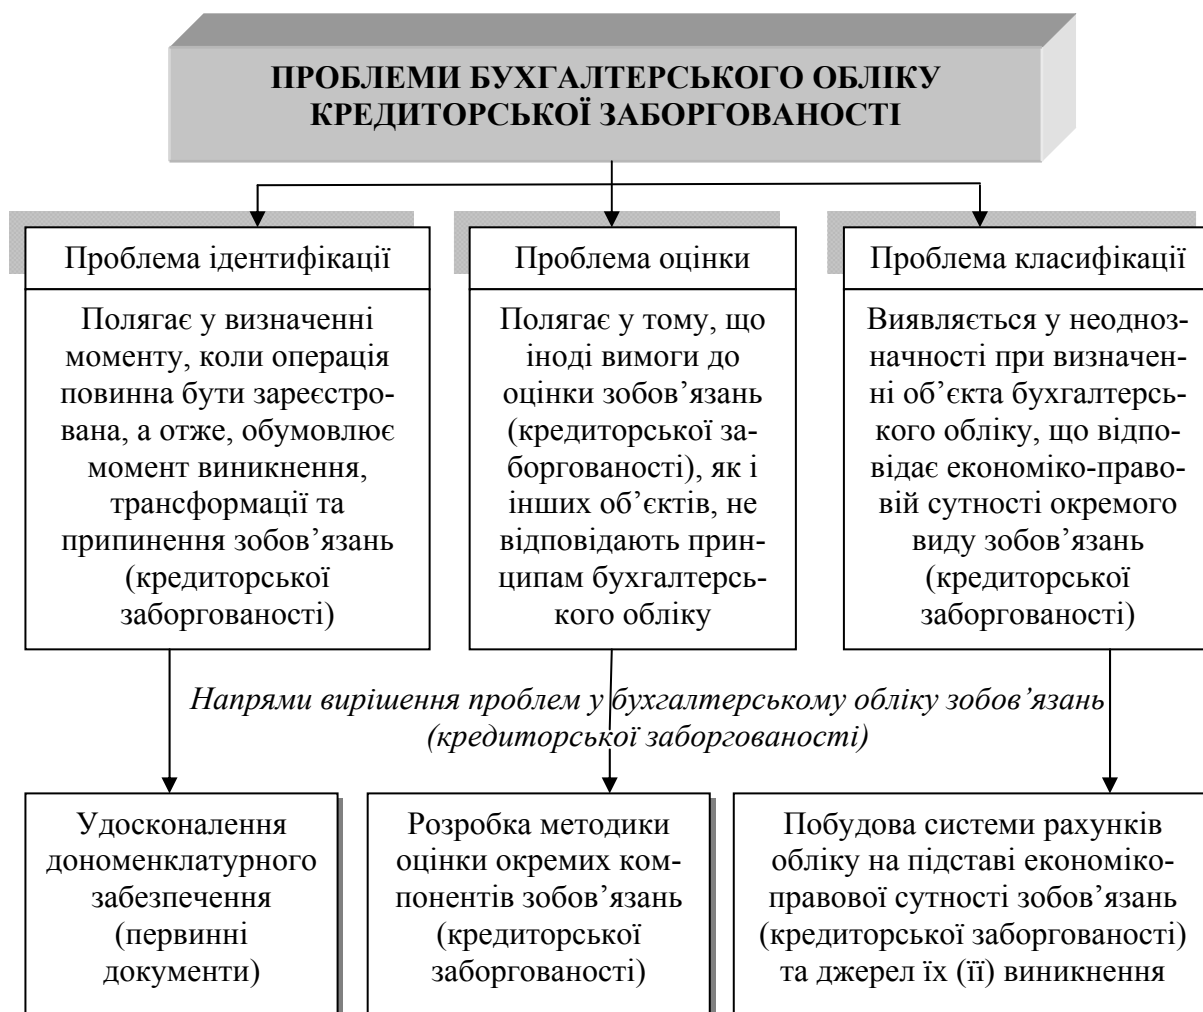 ПРОБЛЕМИ БУХГАЛТЕРСЬКОГО ОБЛІКУ
КРЕДИТОРСЬКОЇ ЗАБОРГОВАНОСТІ
Проблема ідентифікації
Полягає у визначенні
моменту, коли операція
повинна бути зареєстро-
вана, а отже, обумовлює
момент виникнення,
трансформації та
припинення зобов’язань
(кредиторської
заборгованості)
Проблема оцінки
Полягає у тому, що
іноді вимоги до
оцінки зобов’язань
(кредиторської за-
боргованості), як і
інших об’єктів, не
відповідають прин-
ципам бухгалтерсь-
кого обліку
Проблема класифікації
Виявляється у неодноз-
начності при визначен-
ні об’єкта бухгалтерсь-
кого обліку, що відпо-
відає економіко-право-
вій сутності окремого
виду зобов’язань
(кредиторської
заборгованості)
Напрями вирішення проблем у бухгалтерському обліку зобов’язань
(кредиторської заборгованості)
Удосконалення
дономенклатурного
забезпечення
(первинні
документи)
Розробка методики
оцінки окремих ком-
понентів зобов’язань
(кредиторської
заборгованості)
Побудова системи рахунків
обліку на підставі економіко-
правової сутності зобов’язань
(кредиторської заборгованості)
та джерел їх (її) виникнення